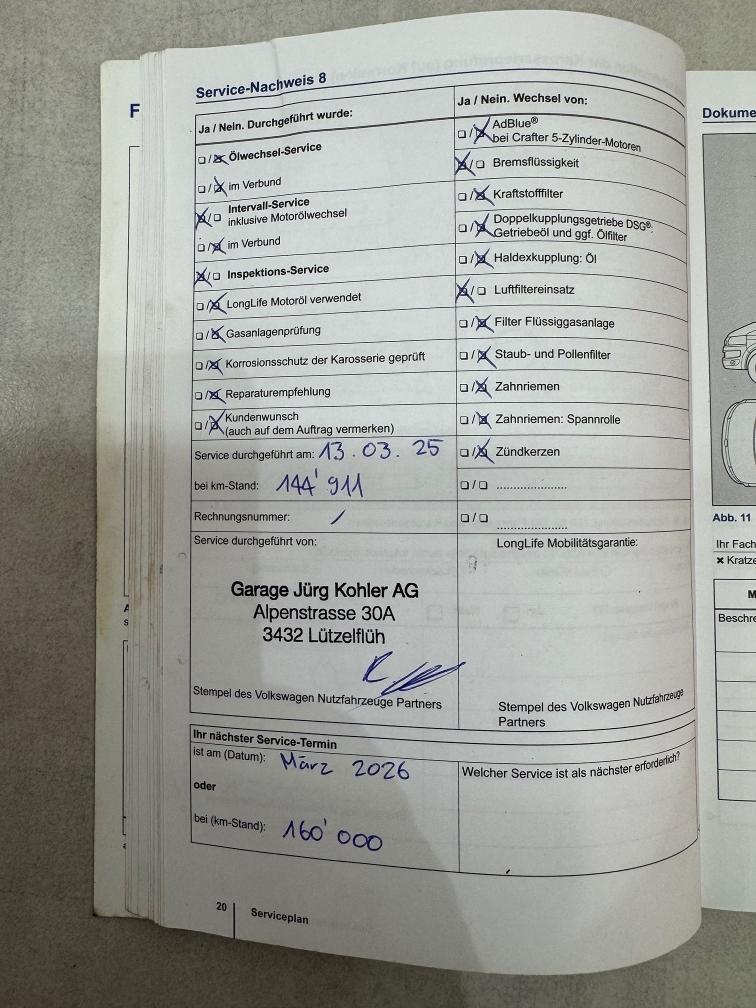 Service-Nachweis 8
Ja / Nein. Durchgeführt wurde:
Ölwechsel-Service
im Verbund
Intervall-Service
inklusive Motorölwechsel
im Verbund
Inspektions-Service
LongLife Motoröl verwendet
Gasanlagenprüfung
Korrosionsschutz der Karosserie geprüft
Reparaturempfehlung
Kundenwunsch
(auch auf dem Auftrag vermerken)
Service durchgeführt am: 13.03.25
bei km-Stand: 144'911
Rechnungsnummer: /
Service durchgeführt von:
Garage Jürg Kohler AG
Alpenstrasse 30A
3432 Lützelflüh
Stempel des Volkswagen Nutzfahrzeuge Partners
Ja / Nein. Wechsel von:
AdBlue®
bei Crafter 5-Zylinder-Motoren
Bremsflüssigkeit
Kraftstofffilter
Doppelkupplungsgetriebe DSG®:
Getriebeöl und ggf. Ölfilter
Haldexkupplung: Öl
Luftfiltereinsatz
Filter Flüssiggasanlage
Staub- und Pollenfilter
Zahnriemen
Zahnriemen: Spannrolle
Zündkerzen
LongLife Mobilitätsgarantie:
Stempel des Volkswagen Nutzfahrzeuge
Partners
Ihr nächster Service-Termin
ist am (Datum): März 2026
oder
bei (km-Stand): 160'000
Welcher Service ist als nächster erforderlich?
20 Serviceplan
F
Dokume
Abb. 11
Ihr Fach
× Kratze
M
Beschre